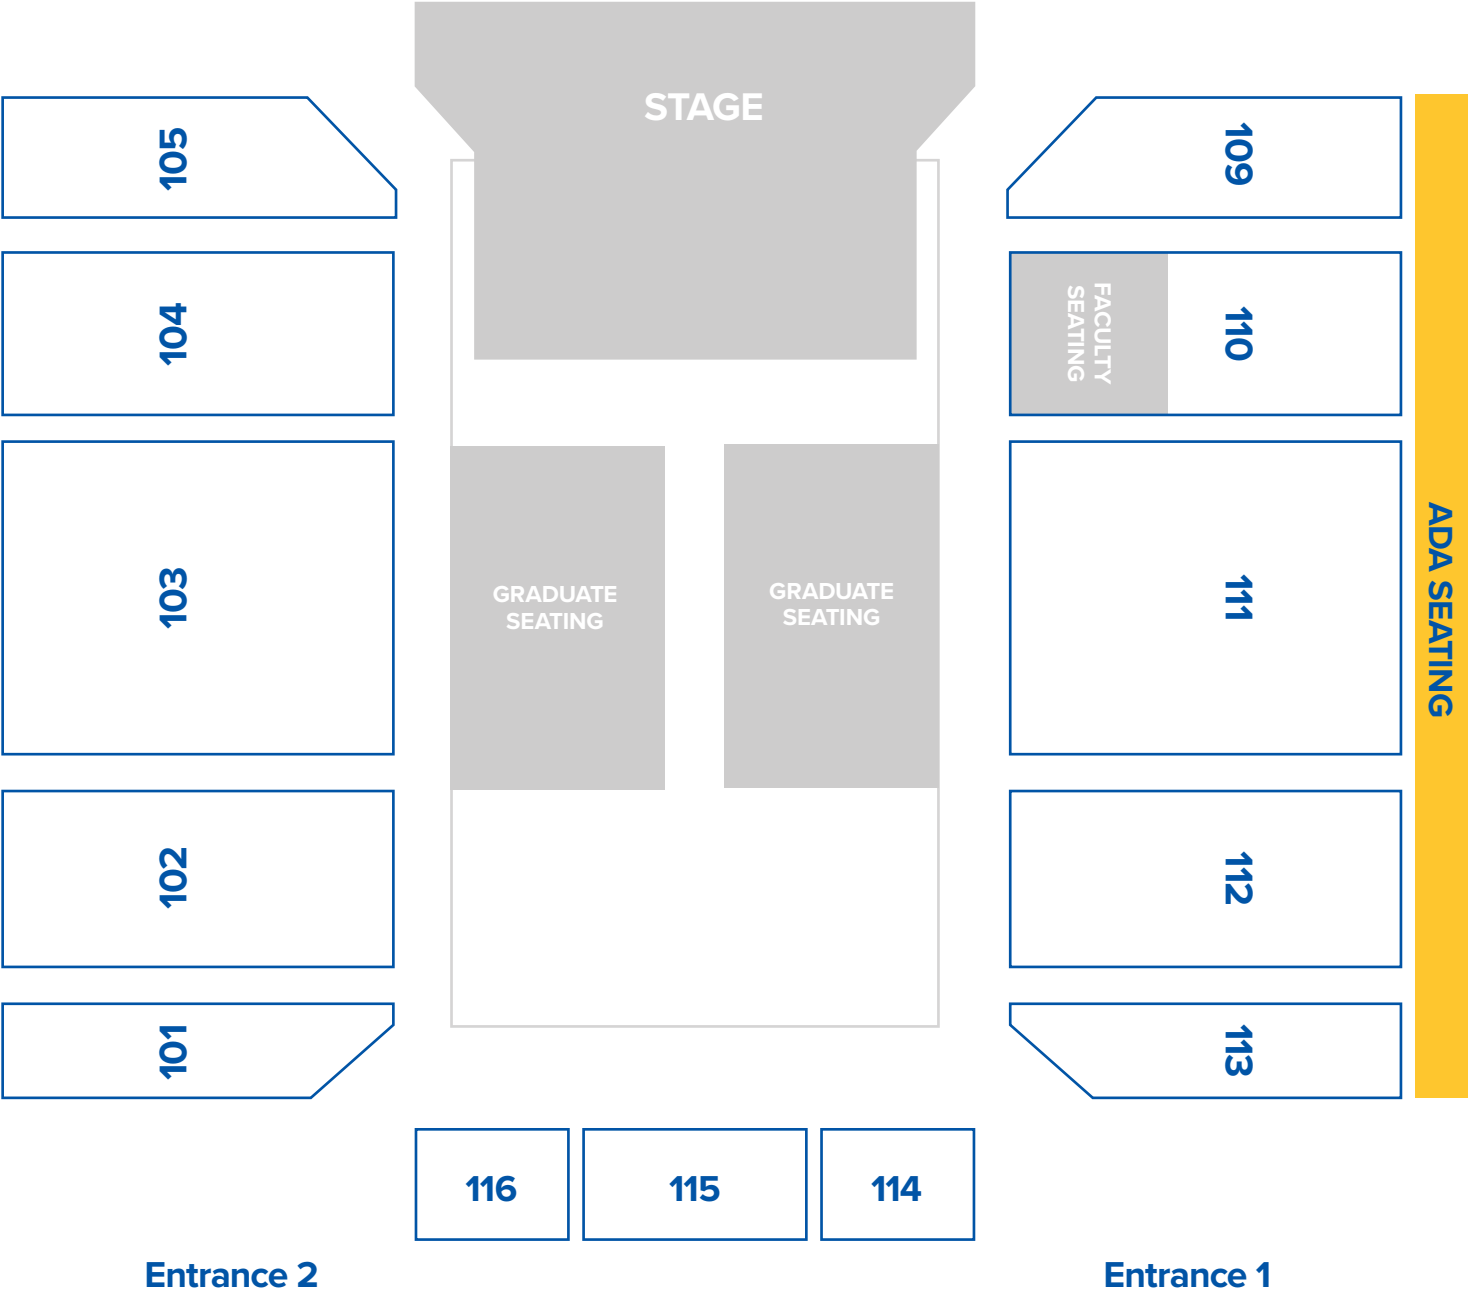 STAGE
105
109
104
FACULTY
SEATING
110
103
GRADUATE
SEATING
GRADUATE
SEATING
111
ADA SEATING
102
112
101
113
116
115
114
Entrance 2
Entrance 1